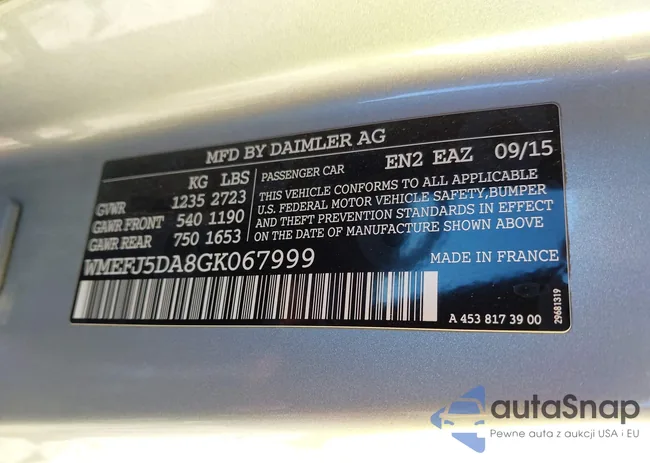 MFD BY DAIMLER AG
KG LBS
GVWR 1235 2723
GAWR FRONT 540 1190
GAWR REAR 750 1653
PASSENGER CAR EN2 EAZ 09/15
THIS VEHICLE CONFORMS TO ALL APPLICABLE
U.S. FEDERAL MOTOR VEHICLE SAFETY,BUMPER
AND THEFT PREVENTION STANDARDS IN EFFECT
ON THE DATE OF MANUFACTURE SHOWN ABOVE.
WMEFJ5DA8GK067999 MADE IN FRANCE
A 453 817 39 00
29681319
autaSnap
Pewne auta z aukcji USA i EU